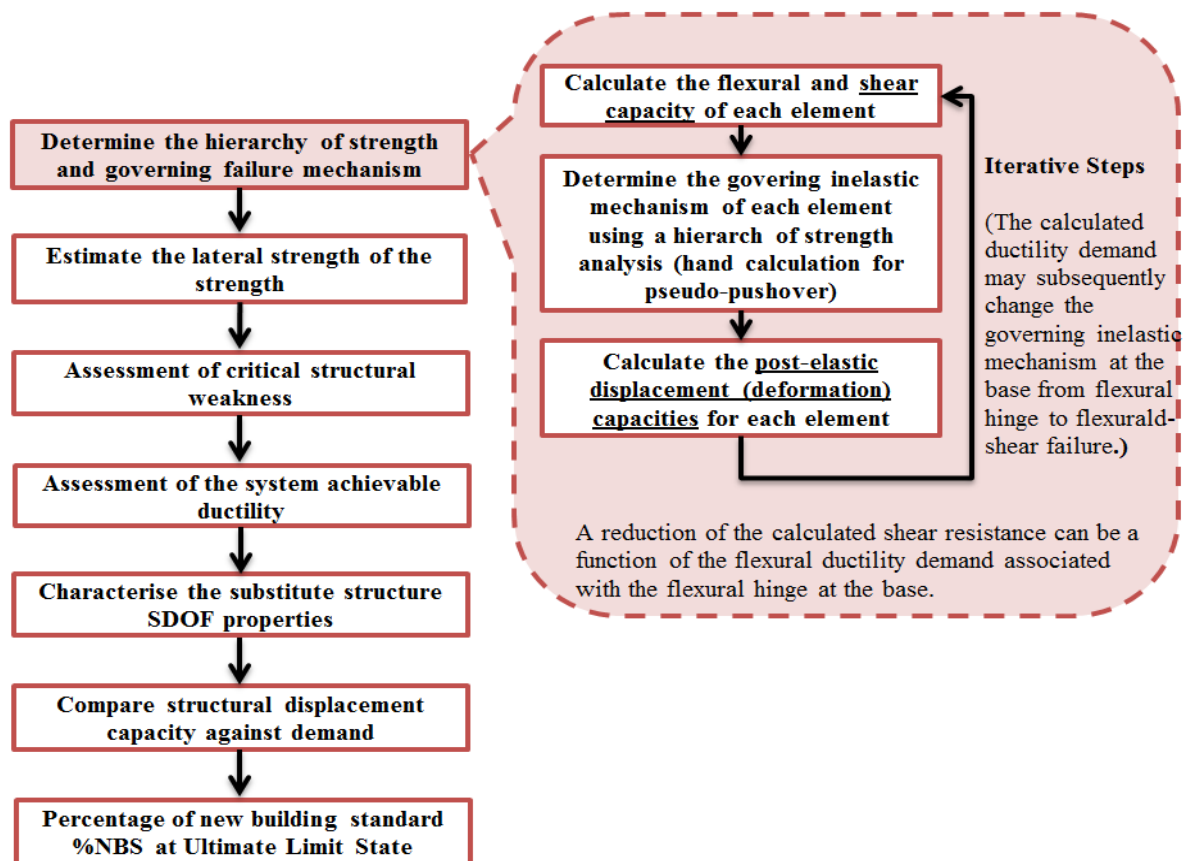 Determine the hierarchy of strength
and governing failure mechanism
Estimate the lateral strength of the
strength
Assessment of critical structural
weakness
Assessment of the system achievable
ductility
Characterise the substitute structure
SDOF properties
Compare structural displacement
capacity against demand
Percentage of new building standard
%NBS at Ultimate Limit State
Calculate the flexural and shear
capacity of each element
Determine the govering inelastic
mechanism of each element
using a hierarch of strength
analysis (hand calculation for
pseudo-pushover)
Calculate the post-elastic
displacement (deformation)
capacities for each element
Iterative Steps
(The calculated
ductility demand
may subsequently
change the
governing inelastic
mechanism at the
base from flexural
hinge to flexurald-
shear failure.)
A reduction of the calculated shear resistance can be a
function of the flexural ductility demand associated
with the flexural hinge at the base.